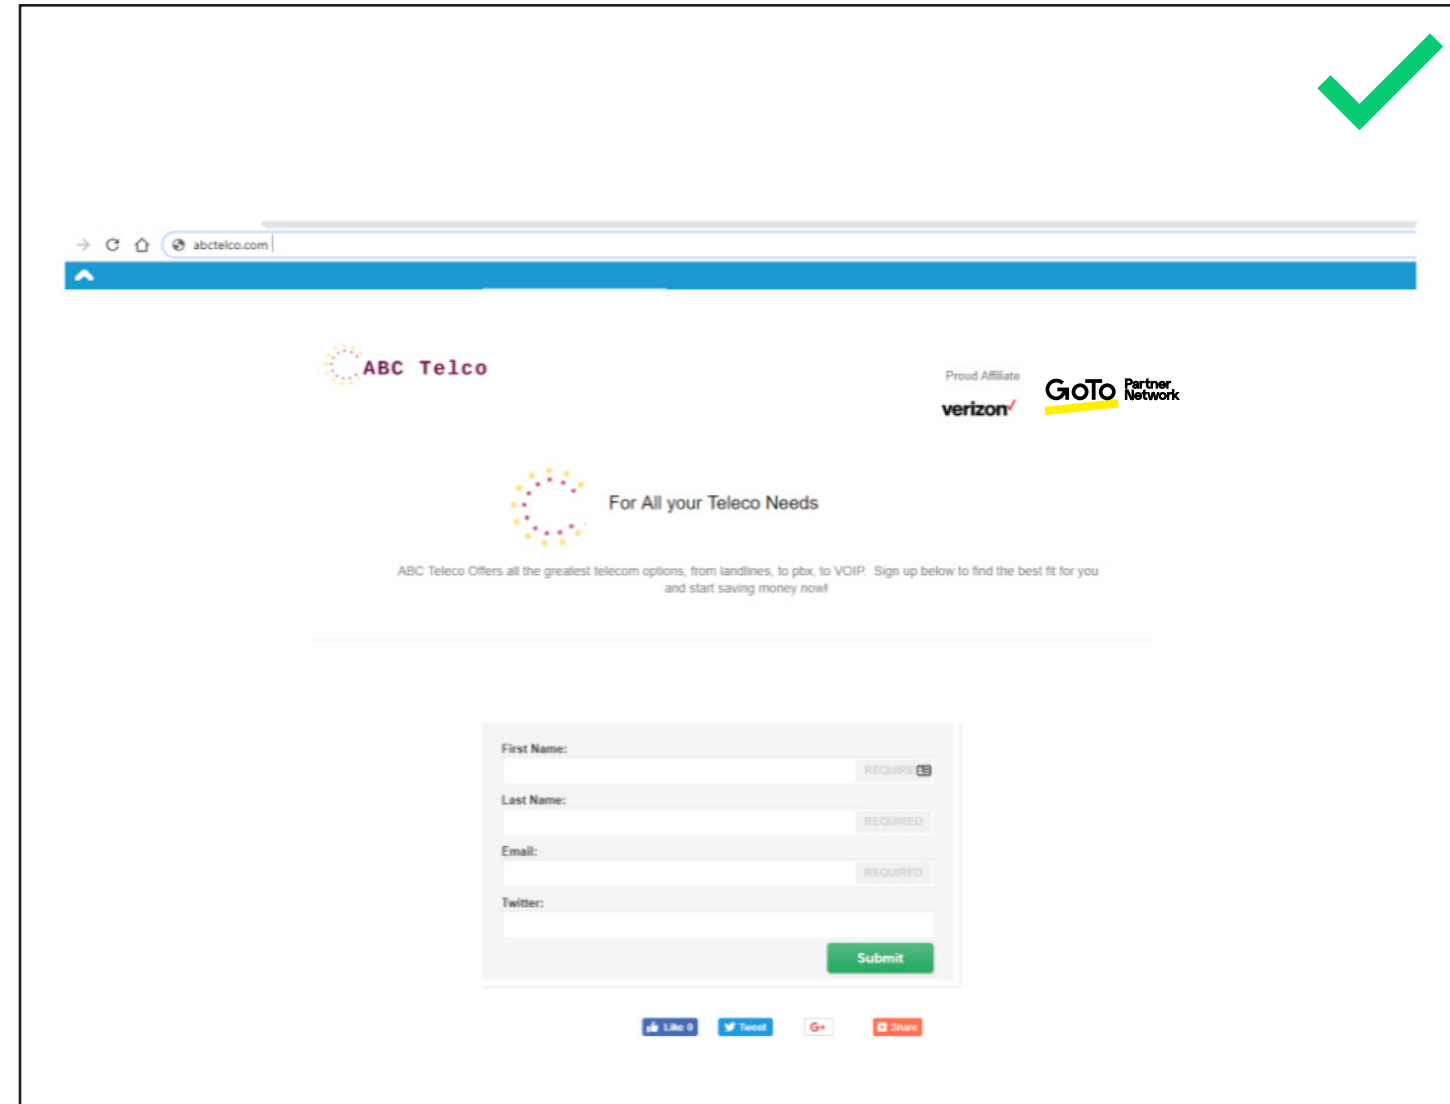 abctelco.com
ABC Telco
Proud Affiliate
verizon
GoTo Partner
Network
For All your Teleco Needs
ABC Teleco Offers all the greatest telecom options, from landlines, to pbx, to VOIP. Sign up below to find the best fit for you
and start saving money now!
First Name:
REQUIRE
Last Name:
REQUIRED
Email:
REQUIRED
Twitter:
Submit
Like 0
Tweet
G+
Share